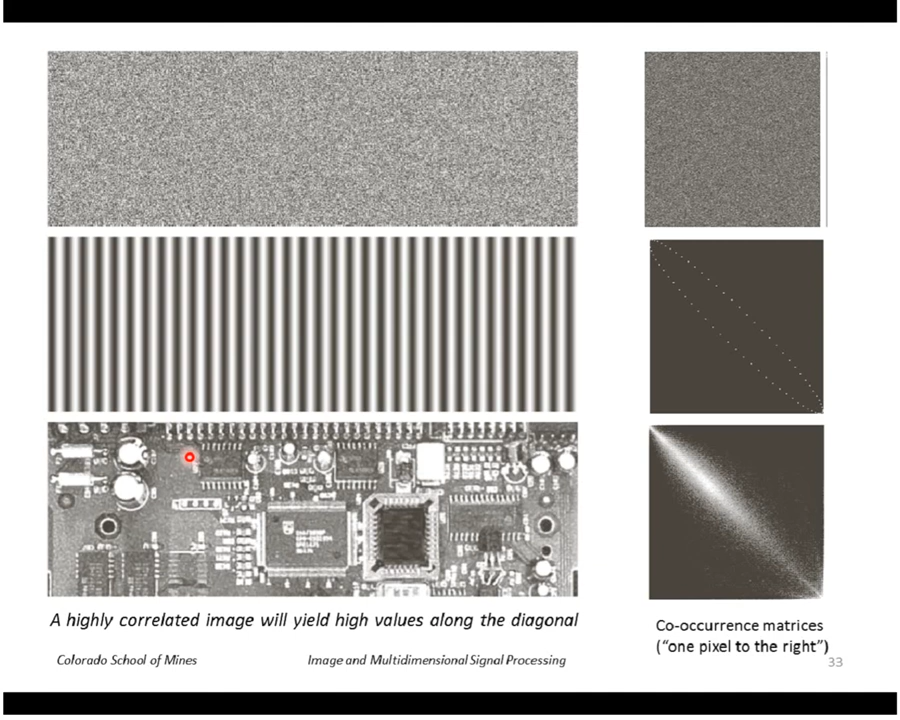 A highly correlated image will yield high values along the diagonal
Co-occurrence matrices
(“one pixel to the right”)
Colorado School of Mines
Image and Multidimensional Signal Processing
33